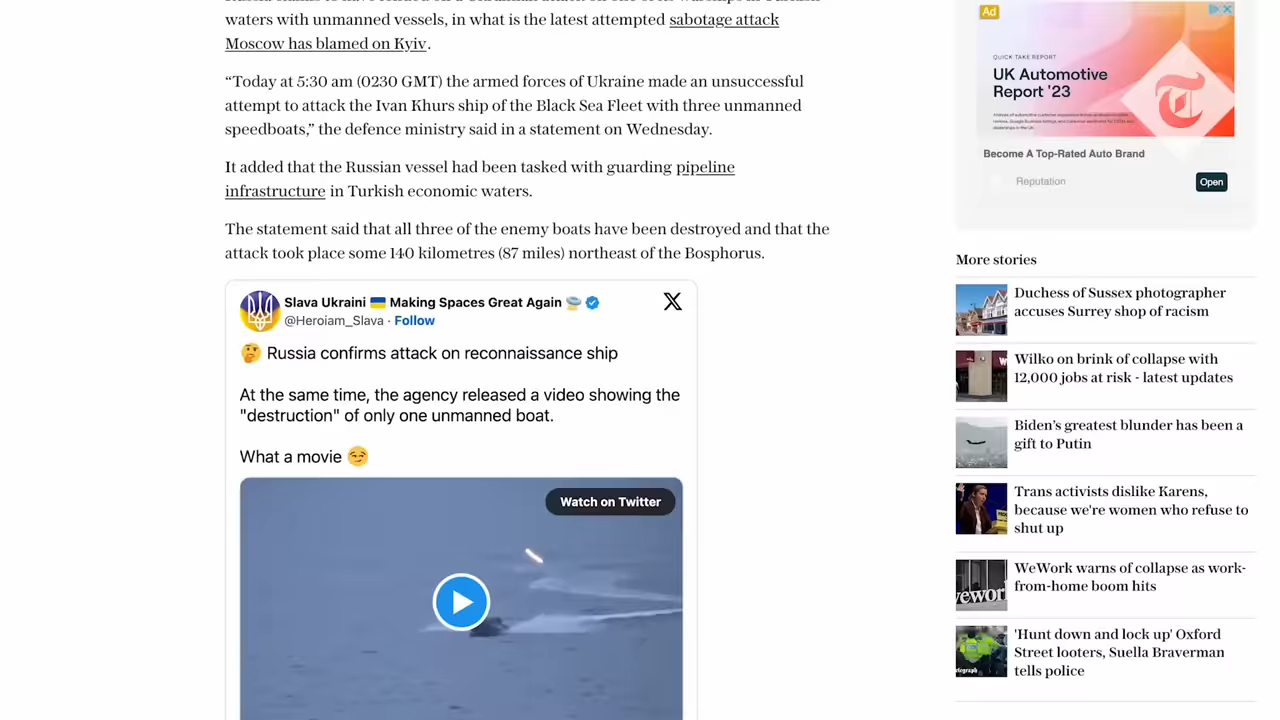 waters with unmanned vessels, in what is the latest attempted sabotage attack
Moscow has blamed on Kyiv.
“Today at 5:30 am (0230 GMT) the armed forces of Ukraine made an unsuccessful
attempt to attack the Ivan Khurs ship of the Black Sea Fleet with three unmanned
speedboats,” the defence ministry said in a statement on Wednesday.
It added that the Russian vessel had been tasked with guarding pipeline
infrastructure in Turkish economic waters.
The statement said that all three of the enemy boats have been destroyed and that the
attack took place some 140 kilometres (87 miles) northeast of the Bosphorus.
Slava Ukraini 🇺🇦 Making Spaces Great Again
@Heroiam_Slava · Follow
🤔 Russia confirms attack on reconnaissance ship
At the same time, the agency released a video showing the
"destruction" of only one unmanned boat.
What a movie 😏
Watch on Twitter
Ad
QUICK TAKE REPORT
UK Automotive
Report '23
Become A Top-Rated Auto Brand
Reputation
Open
More stories
Duchess of Sussex photographer
accuses Surrey shop of racism
Wilko on brink of collapse with
12,000 jobs at risk - latest updates
Biden’s greatest blunder has been a
gift to Putin
Trans activists dislike Karens,
because we're women who refuse to
shut up
WeWork warns of collapse as work-
from-home boom hits
'Hunt down and lock up' Oxford
Street looters, Suella Braverman
tells police